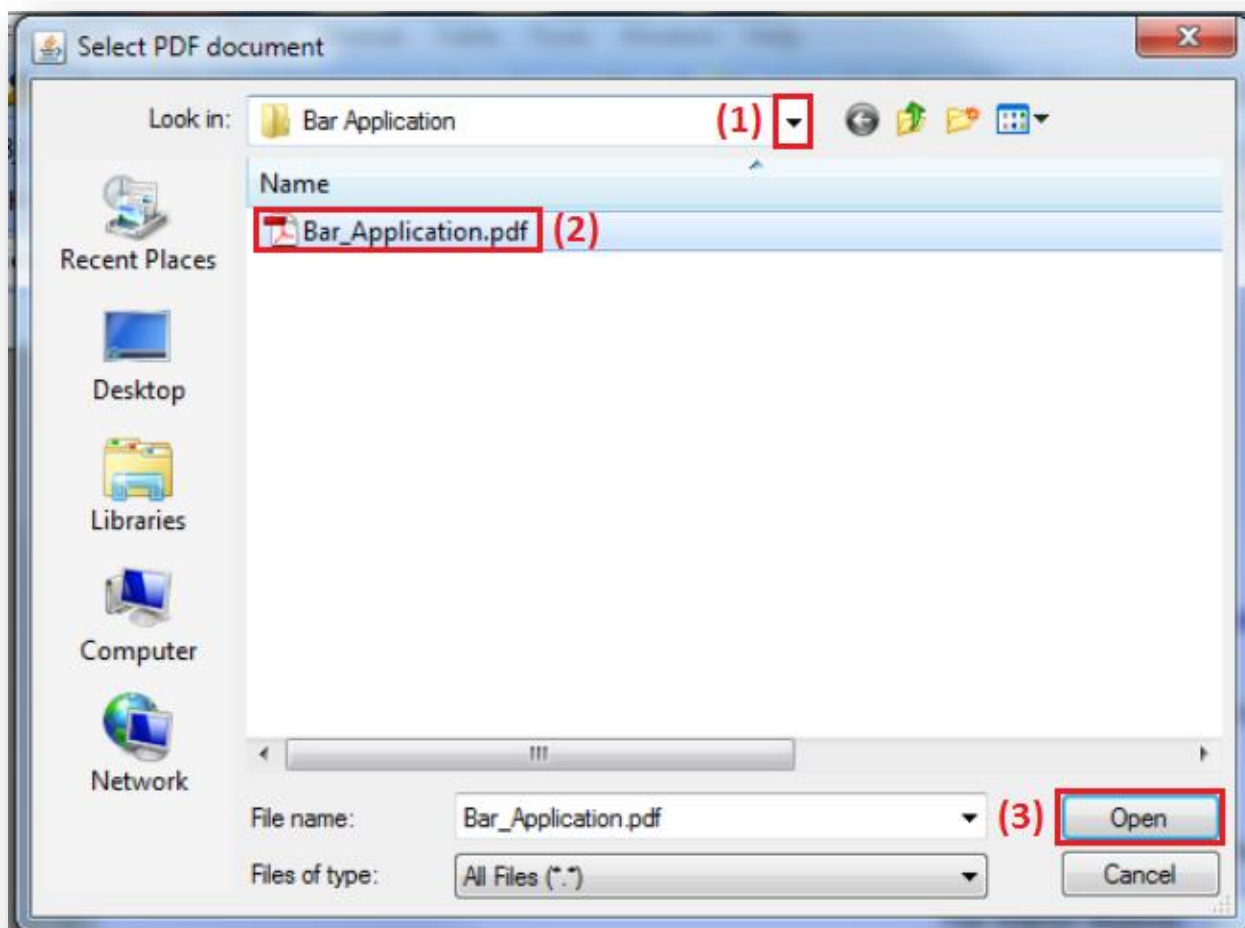 Select PDF document
Look in:
Bar Application
(1)
Name
Bar_Application.pdf (2)
Recent Places
Desktop
Libraries
Computer
Network
File name:
Bar_Application.pdf
(3)
Open
Files of type:
All Files (*.*)
Cancel